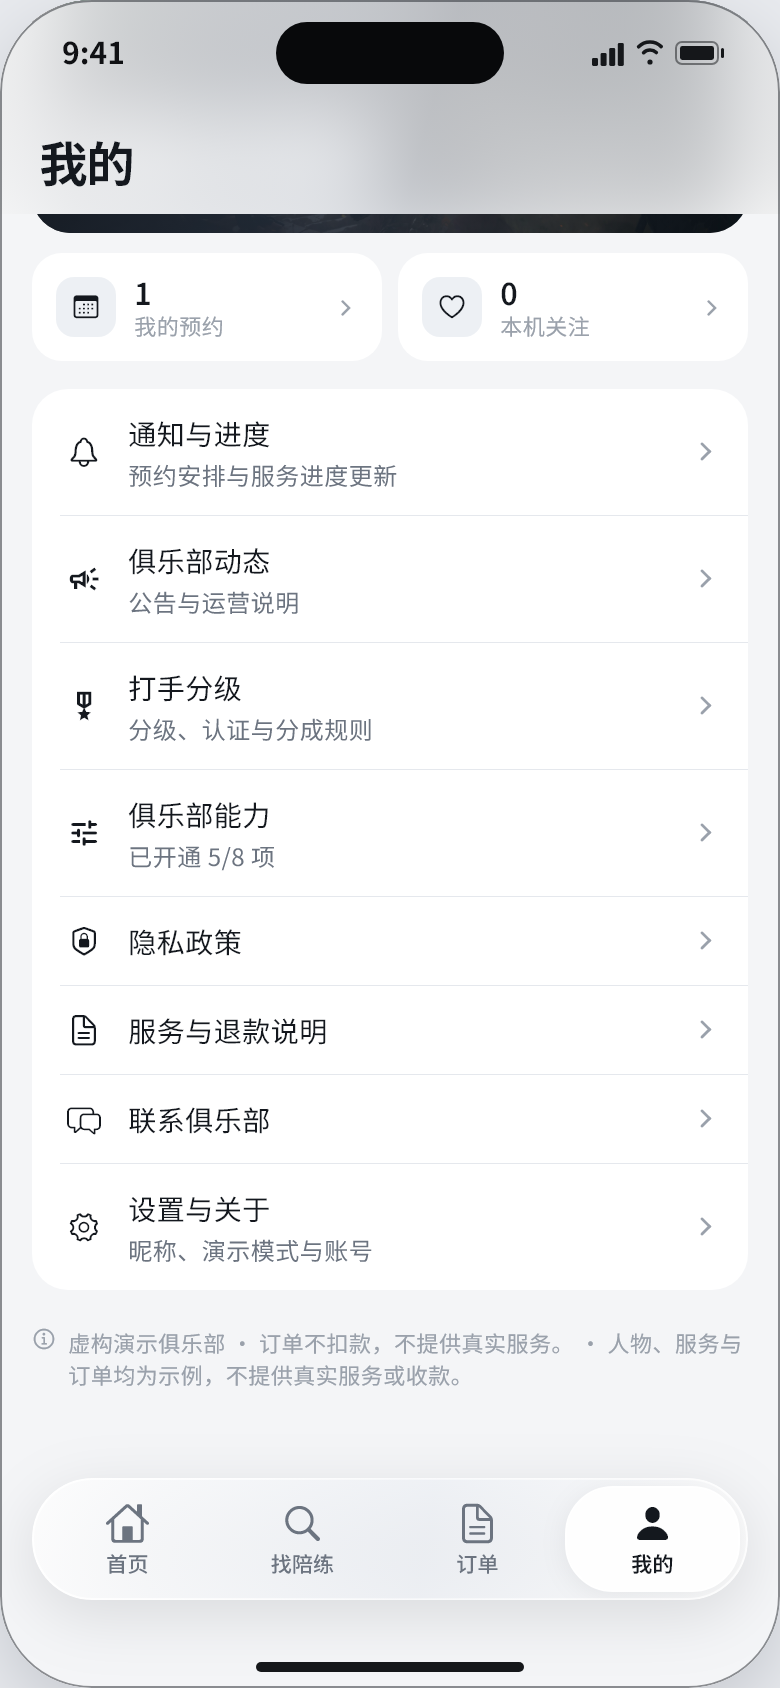 9:41
我的
1
我的预约
0
本机关注
通知与进度
预约安排与服务进度更新
俱乐部动态
公告与运营说明
打手分级
分级、认证与分成规则
俱乐部能力
已开通 5/8 项
隐私政策
服务与退款说明
联系俱乐部
设置与关于
昵称、演示模式与账号
虚构演示俱乐部 · 订单不扣款，不提供真实服务。 · 人物、服务与
订单均为示例，不提供真实服务或收款。
首页
找陪练
订单
我的